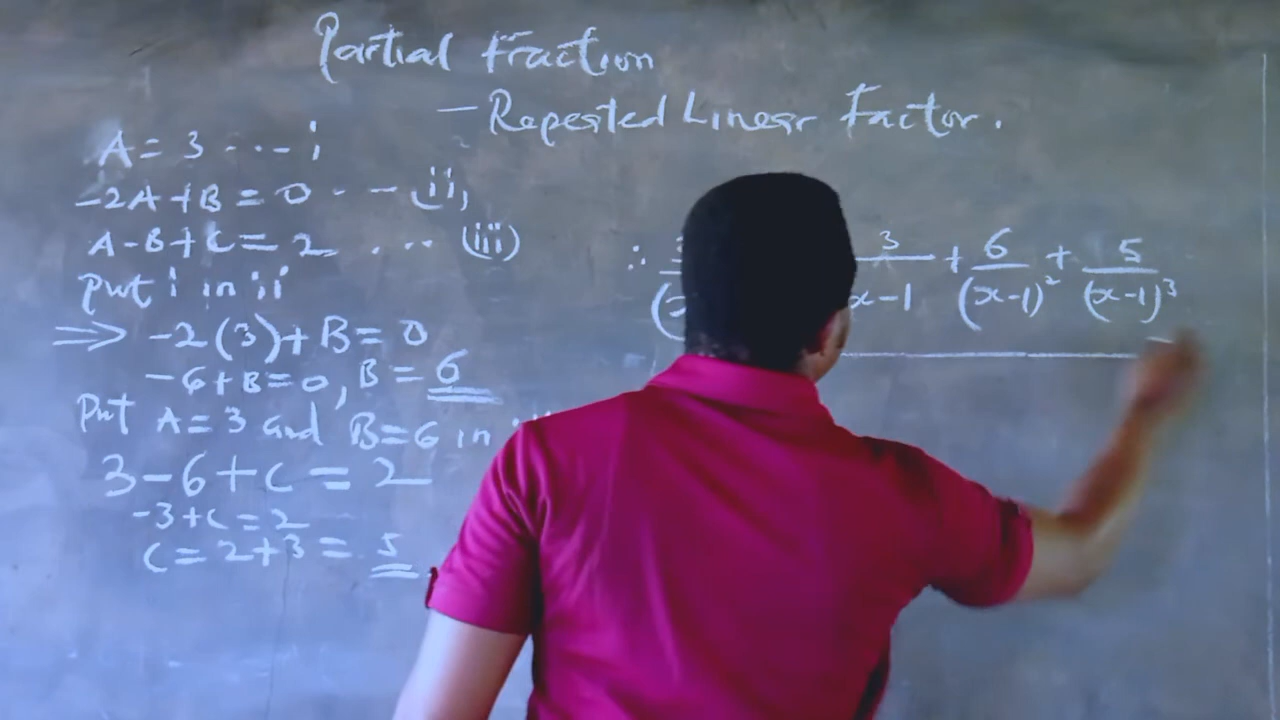 Partial Fraction
- Repeated Linear Factor.
A = 3 --- i
-2A + B = 0 - - (ii)
A - B + C = 2 ... (iii)
Put i in ii
⇒ -2(3) + B = 0
-6 + B = 0, B = 6
Put A = 3 and B = 6 in
3 - 6 + C = 2
-3 + C = 2
C = 2 + 3 = 5
∴ 3/x-1 + 6/(x-1)² + 5/(x-1)³